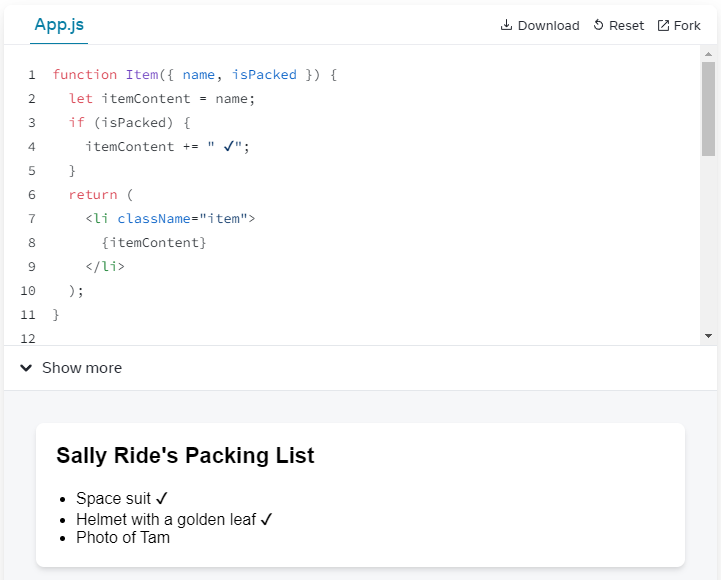 App.js
Download Reset Fork
1 function Item({ name, isPacked }) {
2 let itemContent = name;
3 if (isPacked) {
4 itemContent += " ✓";
5 }
6 return (
7 <li className="item">
8 {itemContent}
9 </li>
10 );
11 }
12
Show more
Sally Ride's Packing List
• Space suit ✓
• Helmet with a golden leaf ✓
• Photo of Tam